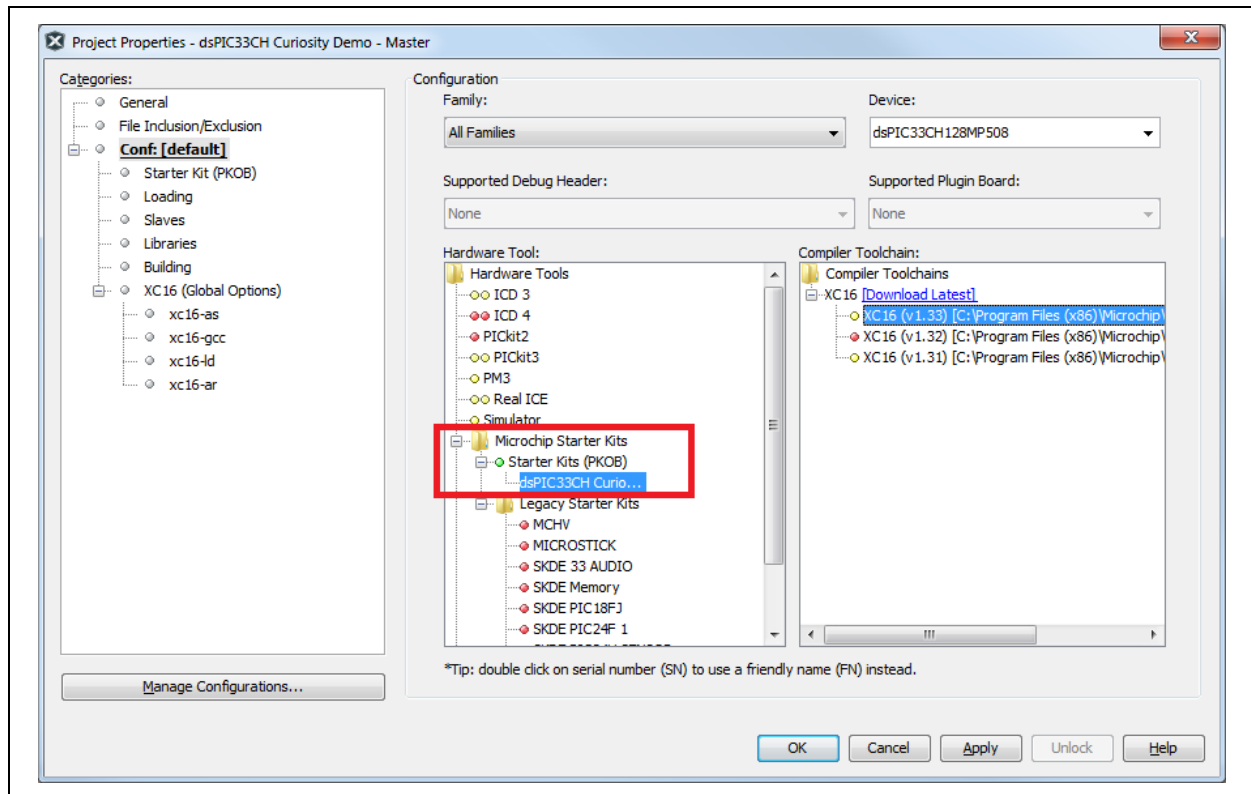 Project Properties - dsPIC33CH Curiosity Demo - Master
Categories:
General
File Inclusion/Exclusion
Conf: [default]
Starter Kit (PKOB)
Loading
Slaves
Libraries
Building
XC16 (Global Options)
xc16-as
xc16-gcc
xc16-ld
xc16-ar
Manage Configurations...
Configuration
Family:
All Families
Device:
dsPIC33CH128MP508
Supported Debug Header:
None
Supported Plugin Board:
None
Hardware Tool:
Hardware Tools
ICD 3
ICD 4
PICkit2
PICkit3
PM3
Real ICE
Simulator
Microchip Starter Kits
Starter Kits (PKOB)
dsPIC33CH Curio...
Legacy Starter Kits
MCHV
MICROSTICK
SKDE 33 AUDIO
SKDE Memory
SKDE PIC18FJ
SKDE PIC24F 1
Compiler Toolchain:
Compiler Toolchains
XC16 [Download Latest]
XC16 (v1.33) [C:\Program Files (x86)\Microchip\
XC16 (v1.32) [C:\Program Files (x86)\Microchip\
XC16 (v1.31) [C:\Program Files (x86)\Microchip\
*Tip: double click on serial number (SN) to use a friendly name (FN) instead.
OK Cancel Apply Unlock Help